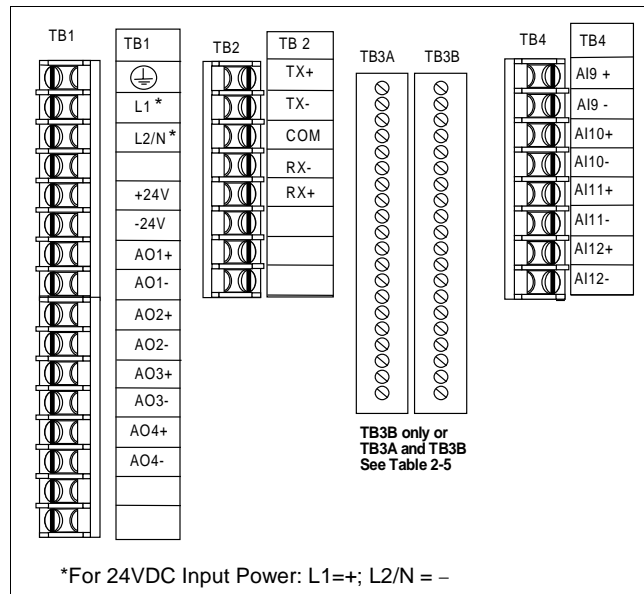 TB1
TB1
L1 *
L2/N *
+24V
-24V
AO1+
AO1-
AO2+
AO2-
AO3+
AO3-
AO4+
AO4-
TB2
TB 2
TX+
TX-
COM
RX-
RX+
TB3A TB3B
TB3B only or
TB3A and TB3B
See Table 2-5
TB4
TB4
AI9 +
AI9 -
AI10+
AI10-
AI11+
AI11-
AI12+
AI12-
*For 24VDC Input Power: L1=+; L2/N = –